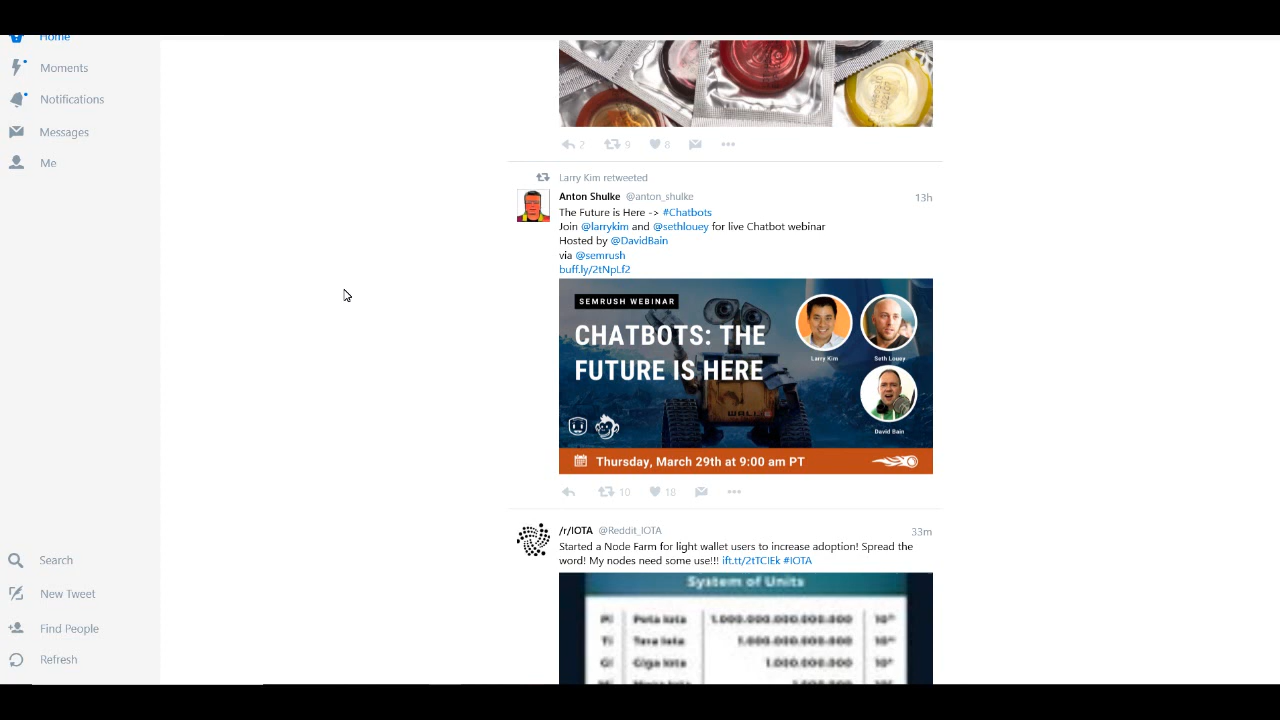 Home
Moments
Notifications
Messages
Me
Search
New Tweet
Find People
Refresh
2 9 8
Larry Kim retweeted
Anton Shulke @anton_shulke 13h
The Future is Here -> #Chatbots
Join @larrykim and @sethlouey for live Chatbot webinar
Hosted by @DavidBain
via @semrush
buff.ly/2tNpLf2
SEMRUSH WEBINAR
CHATBOTS: THE
FUTURE IS HERE
Larry Kim
Seth Louey
David Bain
WALL·E
Thursday, March 29th at 9:00 am PT
10 18
/r/IOTA @Reddit_IOTA 33m
Started a Node Farm for light wallet users to increase adoption! Spread the
word! My nodes need some use!!! ift.tt/2tTCIEk #IOTA
System of Units
Pi Peta Iota 1.000.000.000.000.000
Ti Tera Iota 1.000.000.000.000
Gi Giga Iota 1.000.000.000